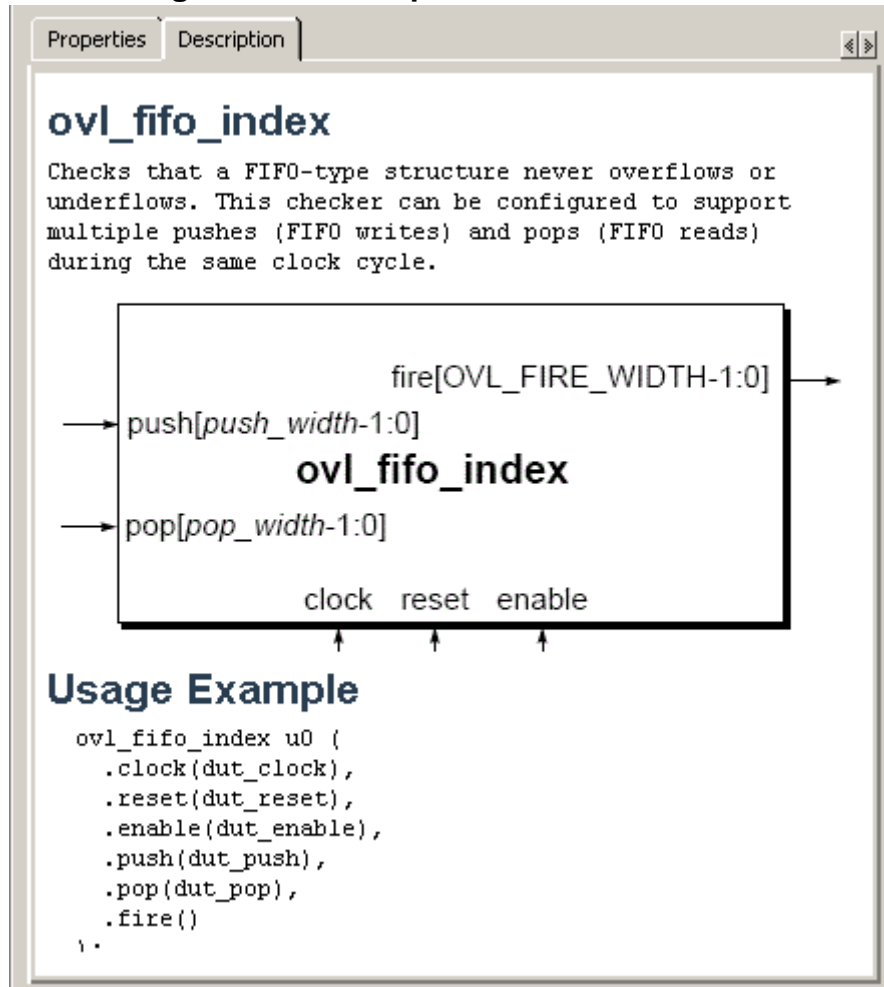 Properties Description
ovl_fifo_index
Checks that a FIFO-type structure never overflows or
underflows. This checker can be configured to support
multiple pushes (FIFO writes) and pops (FIFO reads)
during the same clock cycle.
fire[OVL_FIRE_WIDTH-1:0]
push[push_width-1:0]
ovl_fifo_index
pop[pop_width-1:0]
clock reset enable
Usage Example
ovl_fifo_index u0 (
.clock(dut_clock),
.reset(dut_reset),
.enable(dut_enable),
.push(dut_push),
.pop(dut_pop),
.fire()